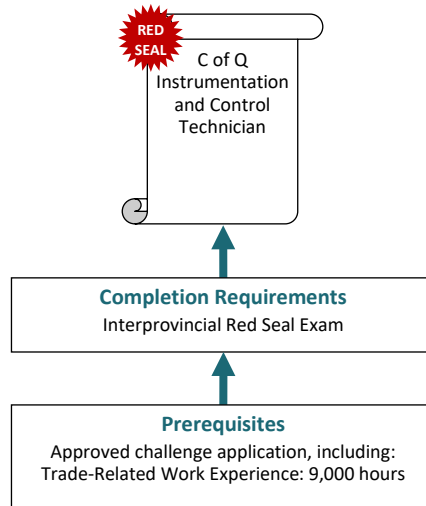 RED
SEAL
C of Q
Instrumentation
and Control
Technician
Completion Requirements
Interprovincial Red Seal Exam
Prerequisites
Approved challenge application, including:
Trade-Related Work Experience: 9,000 hours